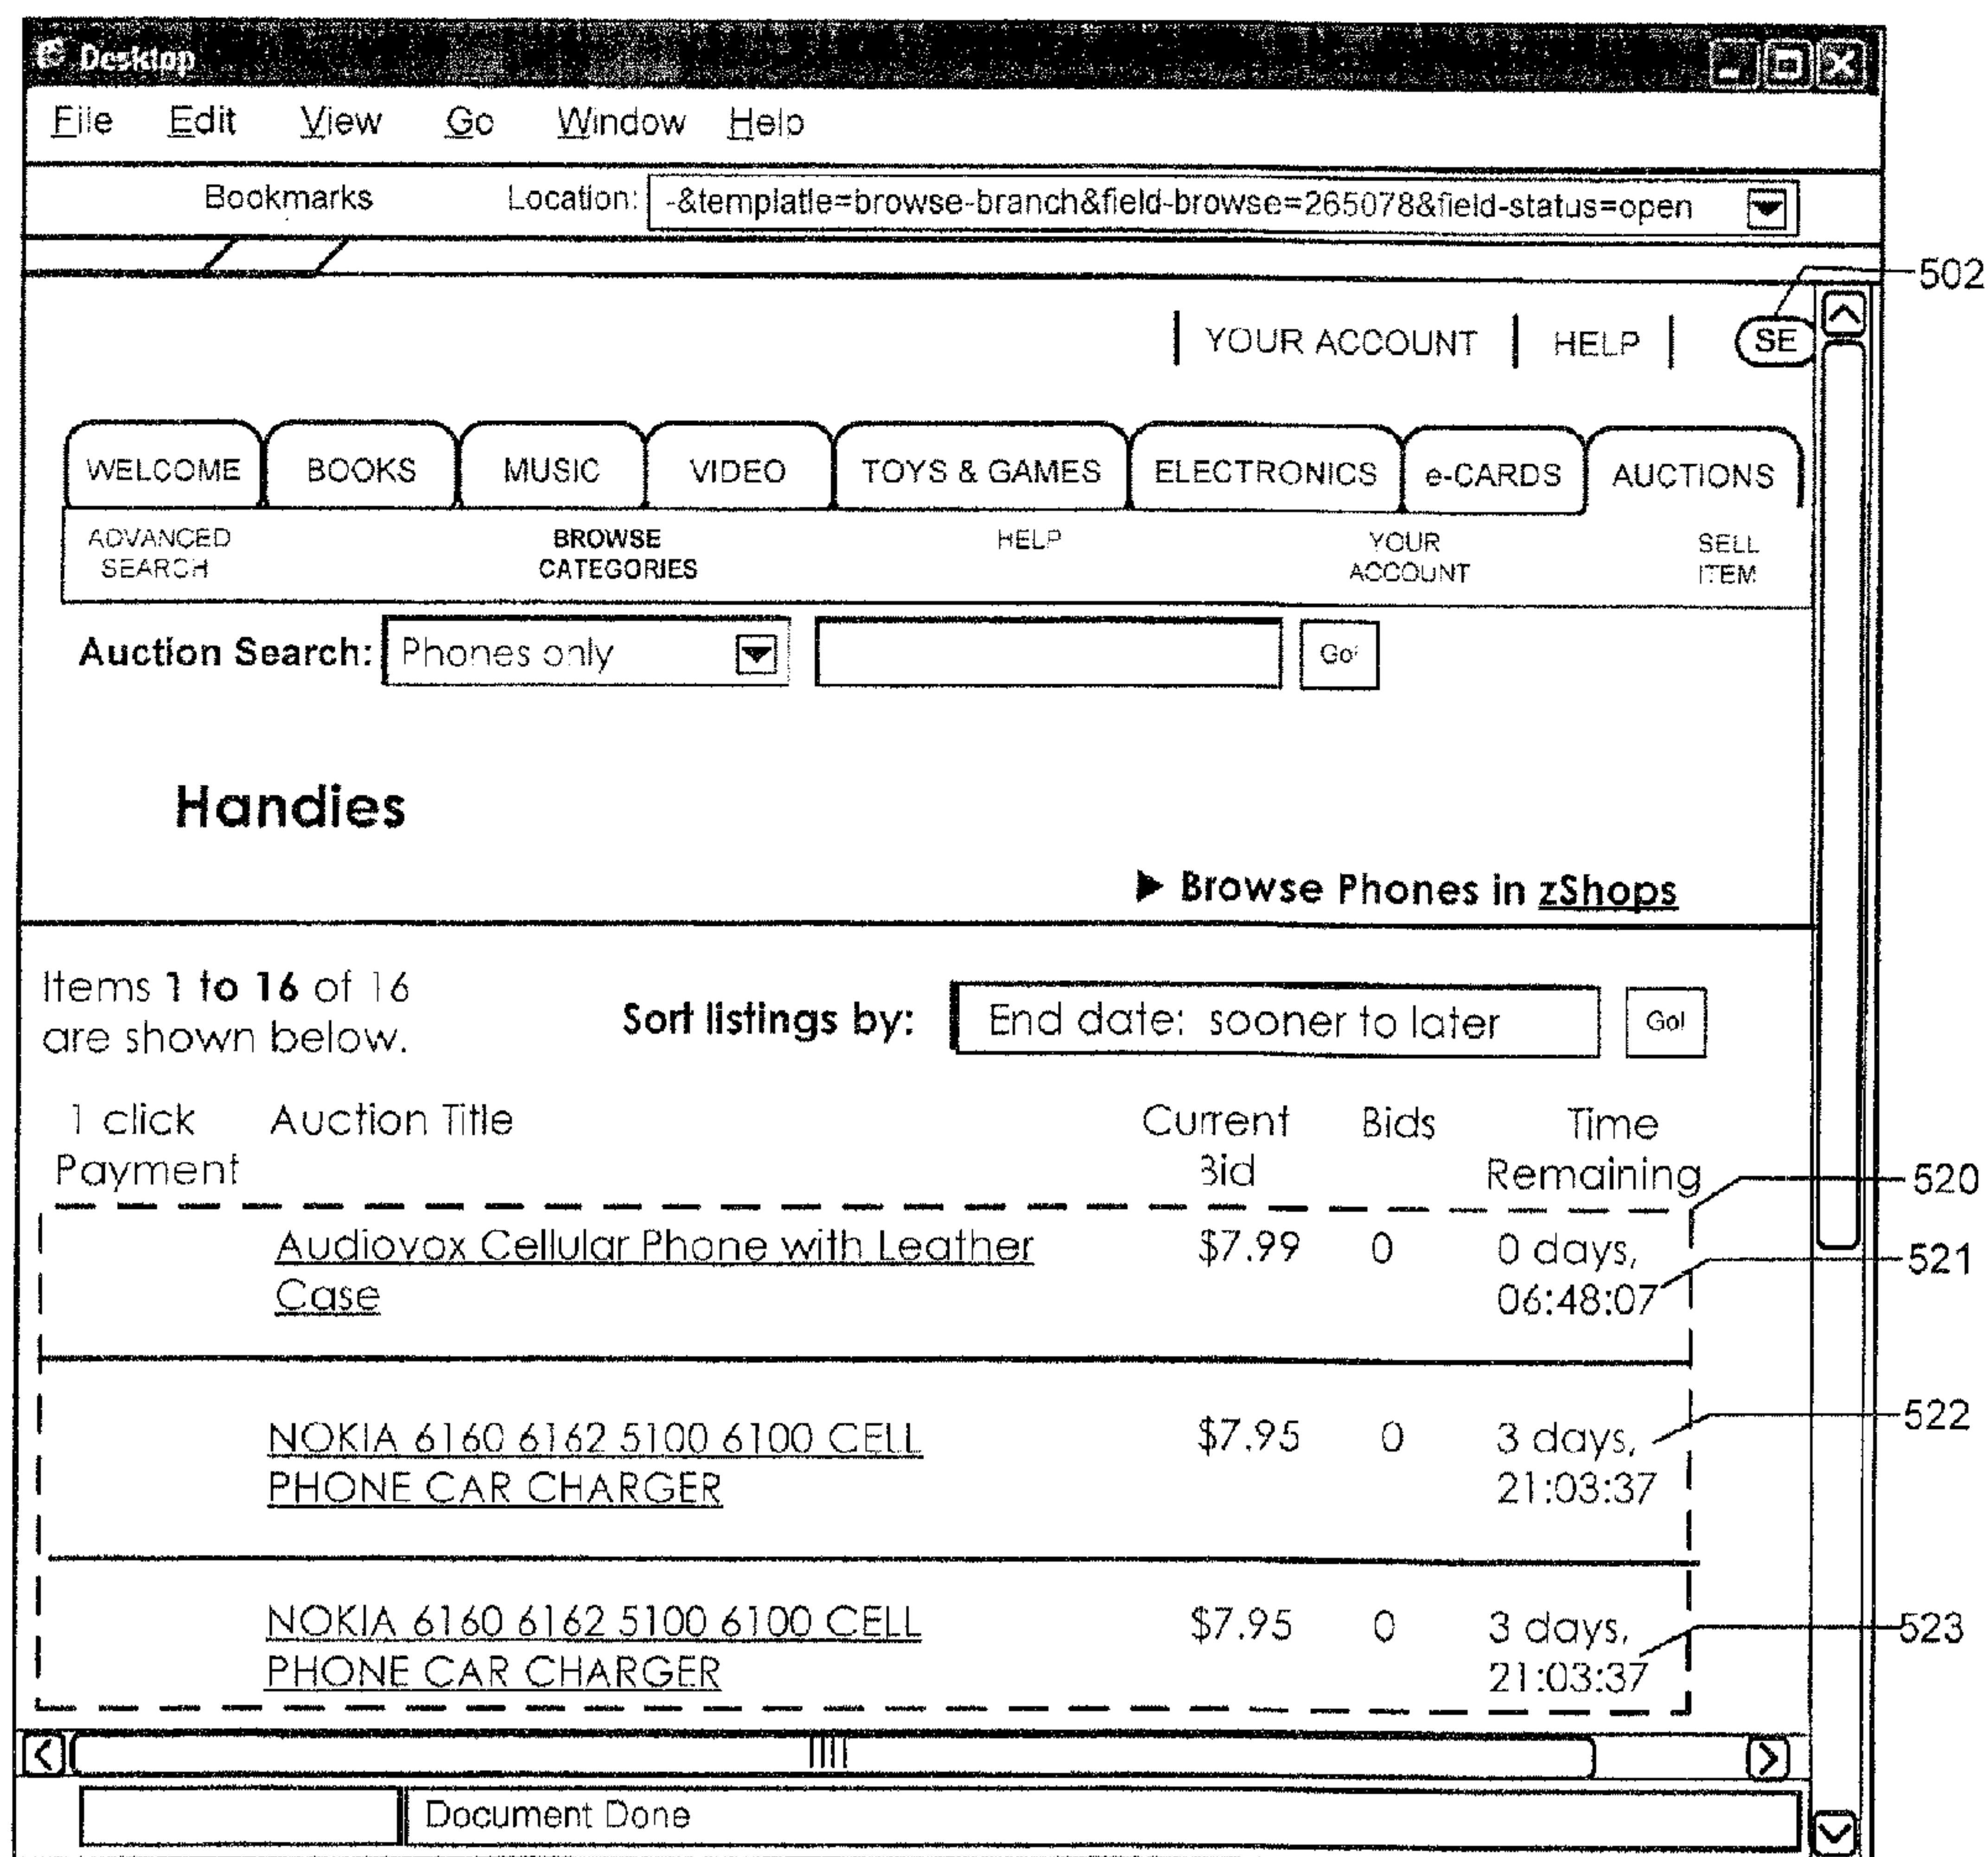 Desktop
File Edit View Go Window Help
Bookmarks Location: -&templatle=browse-branch&field-browse=265078&field-status=open
502
YOUR ACCOUNT HELP SE
WELCOME BOOKS MUSIC VIDEO TOYS & GAMES ELECTRONICS e-CARDS AUCTIONS
ADVANCED BROWSE HELP YOUR SELL
SEARCH CATEGORIES ACCOUNT ITEM
Auction Search: Phones only Go!
Handies
Browse Phones in zShops
Items 1 to 16 of 16
are shown below.
Sort listings by: End date: sooner to later Go!
1 click Auction Title Current Bids Time
Payment Bid Remaining
520
Audiovox Cellular Phone with Leather $7.99 0 0 days,
521
Case 06:48:07
NOKIA 6160 6162 5100 6100 CELL $7.95 0 3 days,
522
PHONE CAR CHARGER 21:03:37
NOKIA 6160 6162 5100 6100 CELL $7.95 0 3 days,
523
PHONE CAR CHARGER 21:03:37
Document Done